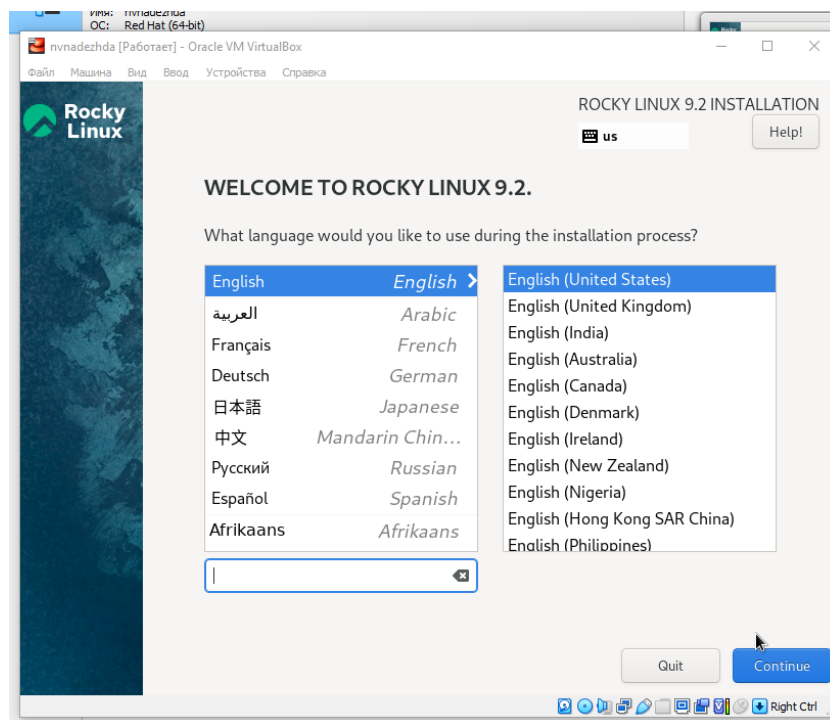 Имя: nvnadezhda
ОС: Red Hat (64-bit)
nvnadezhda [Работает] - Oracle VM VirtualBox
Файл Машина Вид Ввод Устройства Справка
Rocky
Linux
ROCKY LINUX 9.2 INSTALLATION
us
Help!
WELCOME TO ROCKY LINUX 9.2.
What language would you like to use during the installation process?
English English
العربية Arabic
Français French
Deutsch German
日本語 Japanese
中文 Mandarin Chin...
Русский Russian
Español Spanish
Afrikaans Afrikaans
English (United States)
English (United Kingdom)
English (India)
English (Australia)
English (Canada)
English (Denmark)
English (Ireland)
English (New Zealand)
English (Nigeria)
English (Hong Kong SAR China)
English (Philippines)
Quit
Continue
Right Ctrl